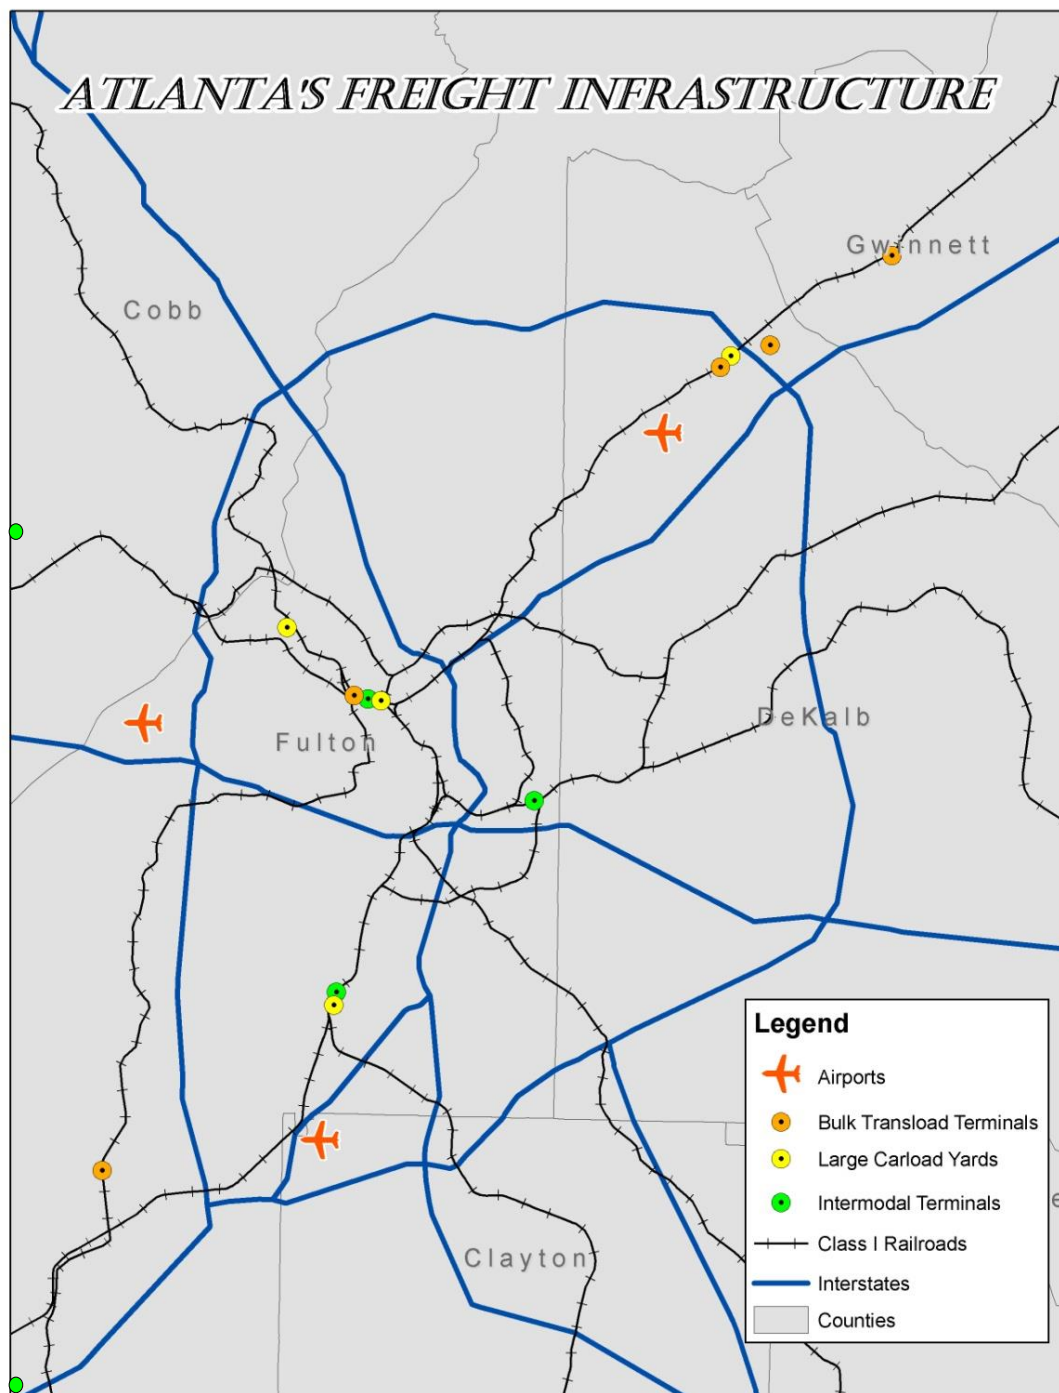 ATLANTA'S FREIGHT INFRASTRUCTURE
Gwinnett
Cobb
DeKalb
Fulton
Legend
Airports
Bulk Transload Terminals
Large Carload Yards
Intermodal Terminals
e
Class I Railroads
Clayton
Interstates
Counties